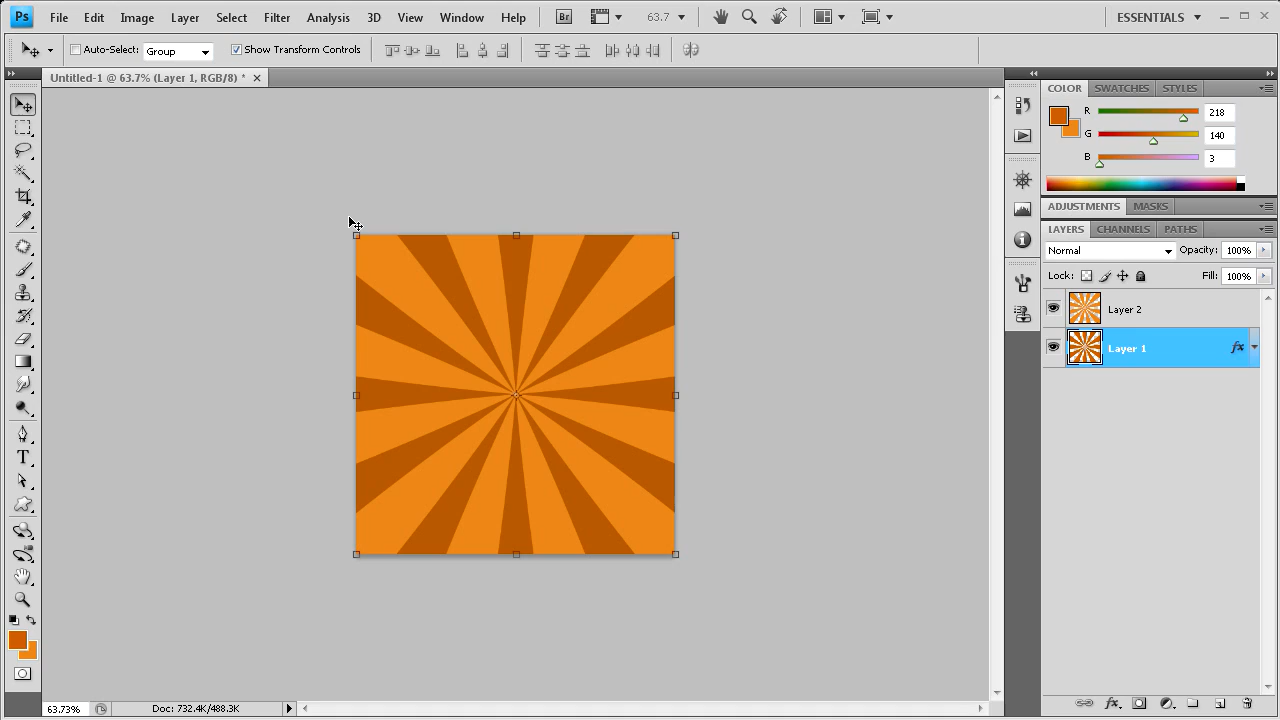 Ps File Edit Image Layer Select Filter Analysis 3D View Window Help Br 63.7 ESSENTIALS
Auto-Select: Group Show Transform Controls
Untitled-1 @ 63.7% (Layer 1, RGB/8) *
COLOR SWATCHES STYLES
R 218
G 140
B 3
ADJUSTMENTS MASKS
LAYERS CHANNELS PATHS
Normal Opacity: 100%
Lock: Fill: 100%
Layer 2
Layer 1 fx
T
63.73% Doc: 732.4K/488.3K fx